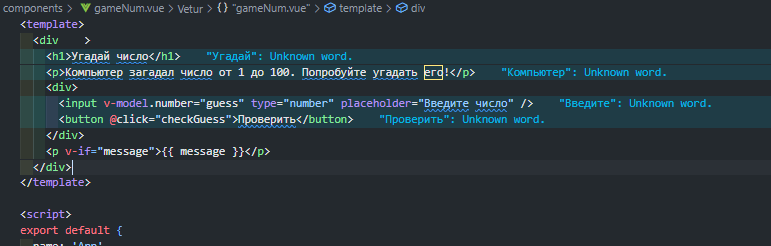 components > gameNum.vue > Vetur > {} "gameNum.vue" > template > div
<template>
<div >
<h1>Угадай число</h1> "Угадай": Unknown word.
<p>Компьютер загадал число от 1 до 100. Попробуйте угадать его!</p> "Компьютер": Unknown word.
<div>
<input v-model.number="guess" type="number" placeholder="Введите число" /> "Введите": Unknown word.
<button @click="checkGuess">Проверить</button> "Проверить": Unknown word.
</div>
<p v-if="message">{{ message }}</p>
</div>
</template>
<script>
export default {
name: 'App'